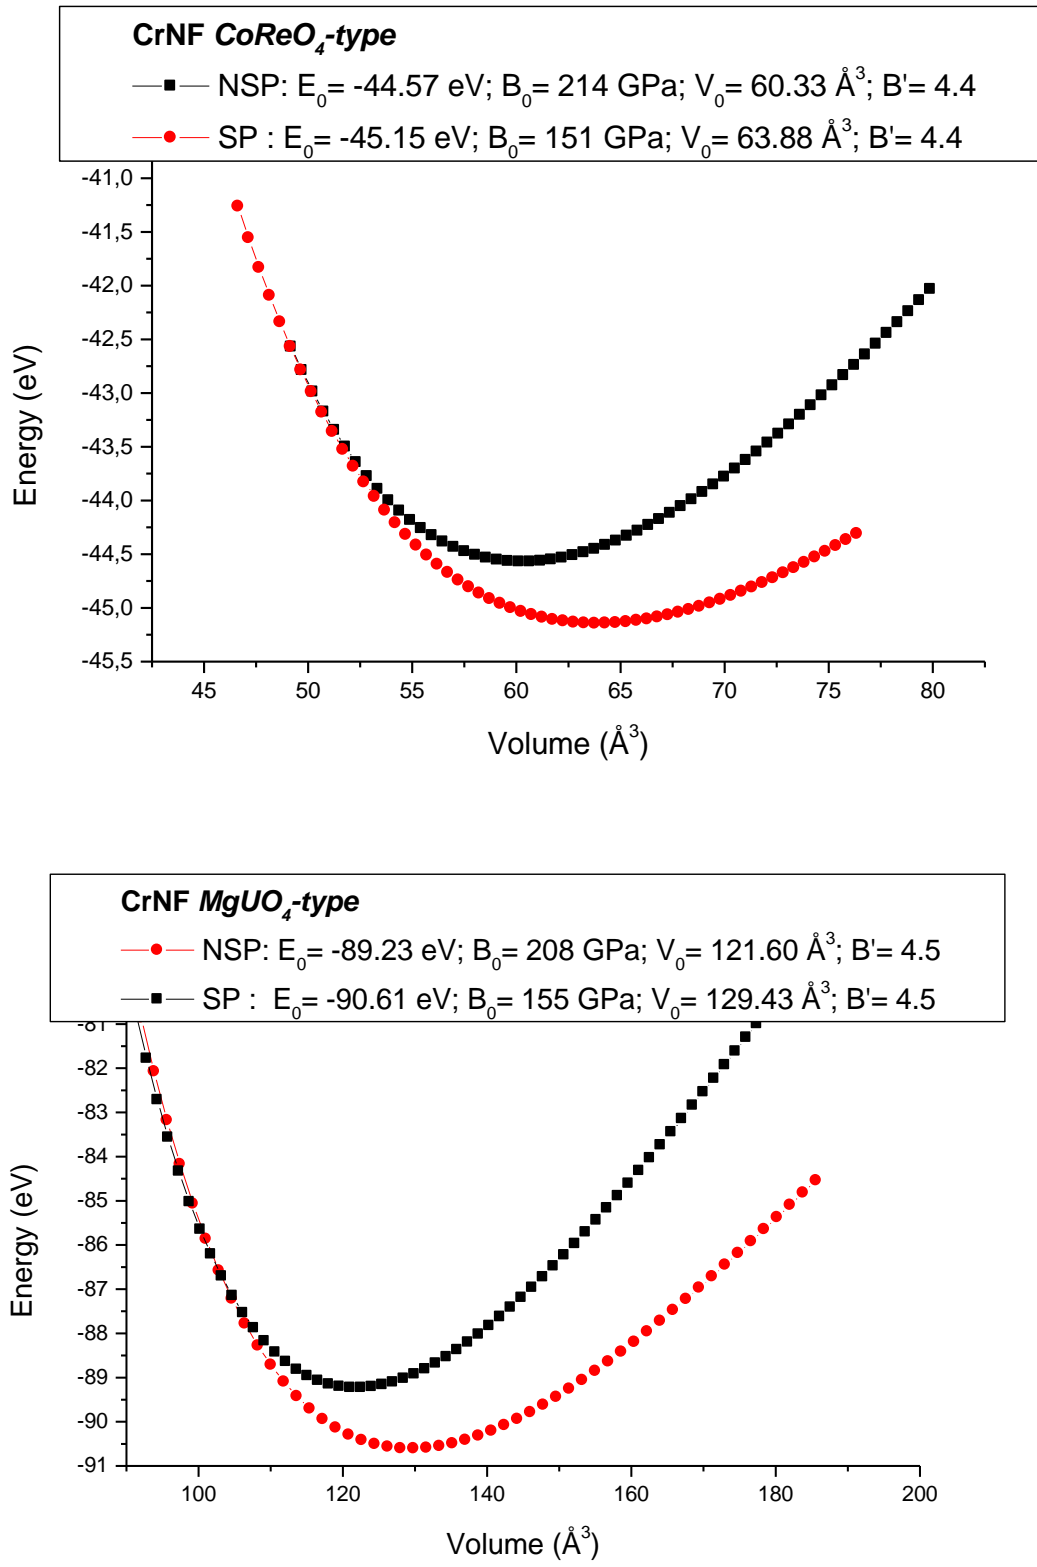 CrNF CoReO₄-type
NSP: E₀= -44.57 eV; B₀= 214 GPa; V₀= 60.33 Å³; B'= 4.4
SP : E₀= -45.15 eV; B₀= 151 GPa; V₀= 63.88 Å³; B'= 4.4
-41,0
-41,5
-42,0
-42,5
-43,0
-43,5
-44,0
-44,5
-45,0
-45,5
Energy (eV)
45 50 55 60 65 70 75 80
Volume (Å³)
CrNF MgUO₄-type
NSP: E₀= -89.23 eV; B₀= 208 GPa; V₀= 121.60 Å³; B'= 4.5
SP : E₀= -90.61 eV; B₀= 155 GPa; V₀= 129.43 Å³; B'= 4.5
-81
-82
-83
-84
-85
-86
-87
-88
-89
-90
-91
Energy (eV)
100 120 140 160 180 200
Volume (Å³)